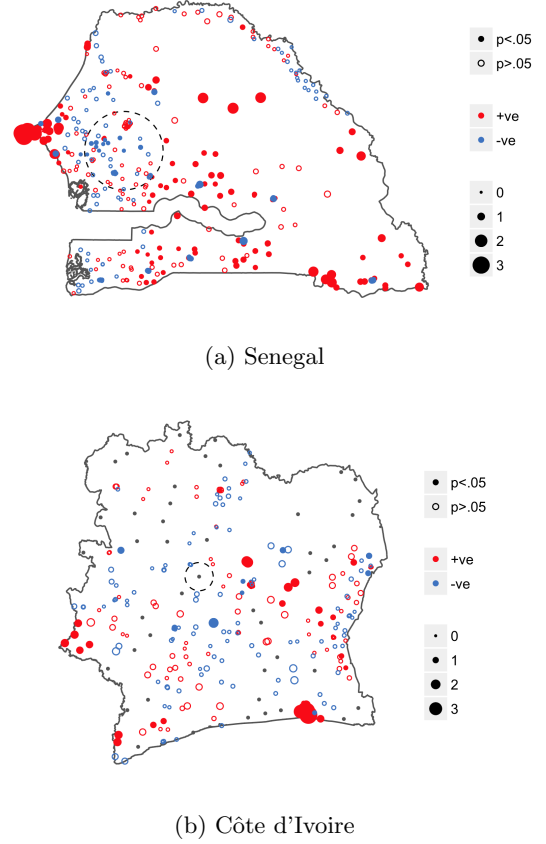 p<.05
p>.05
+ve
-ve
0
1
2
3
(a) Senegal
p<.05
p>.05
+ve
-ve
0
1
2
3
(b) Côte d'Ivoire